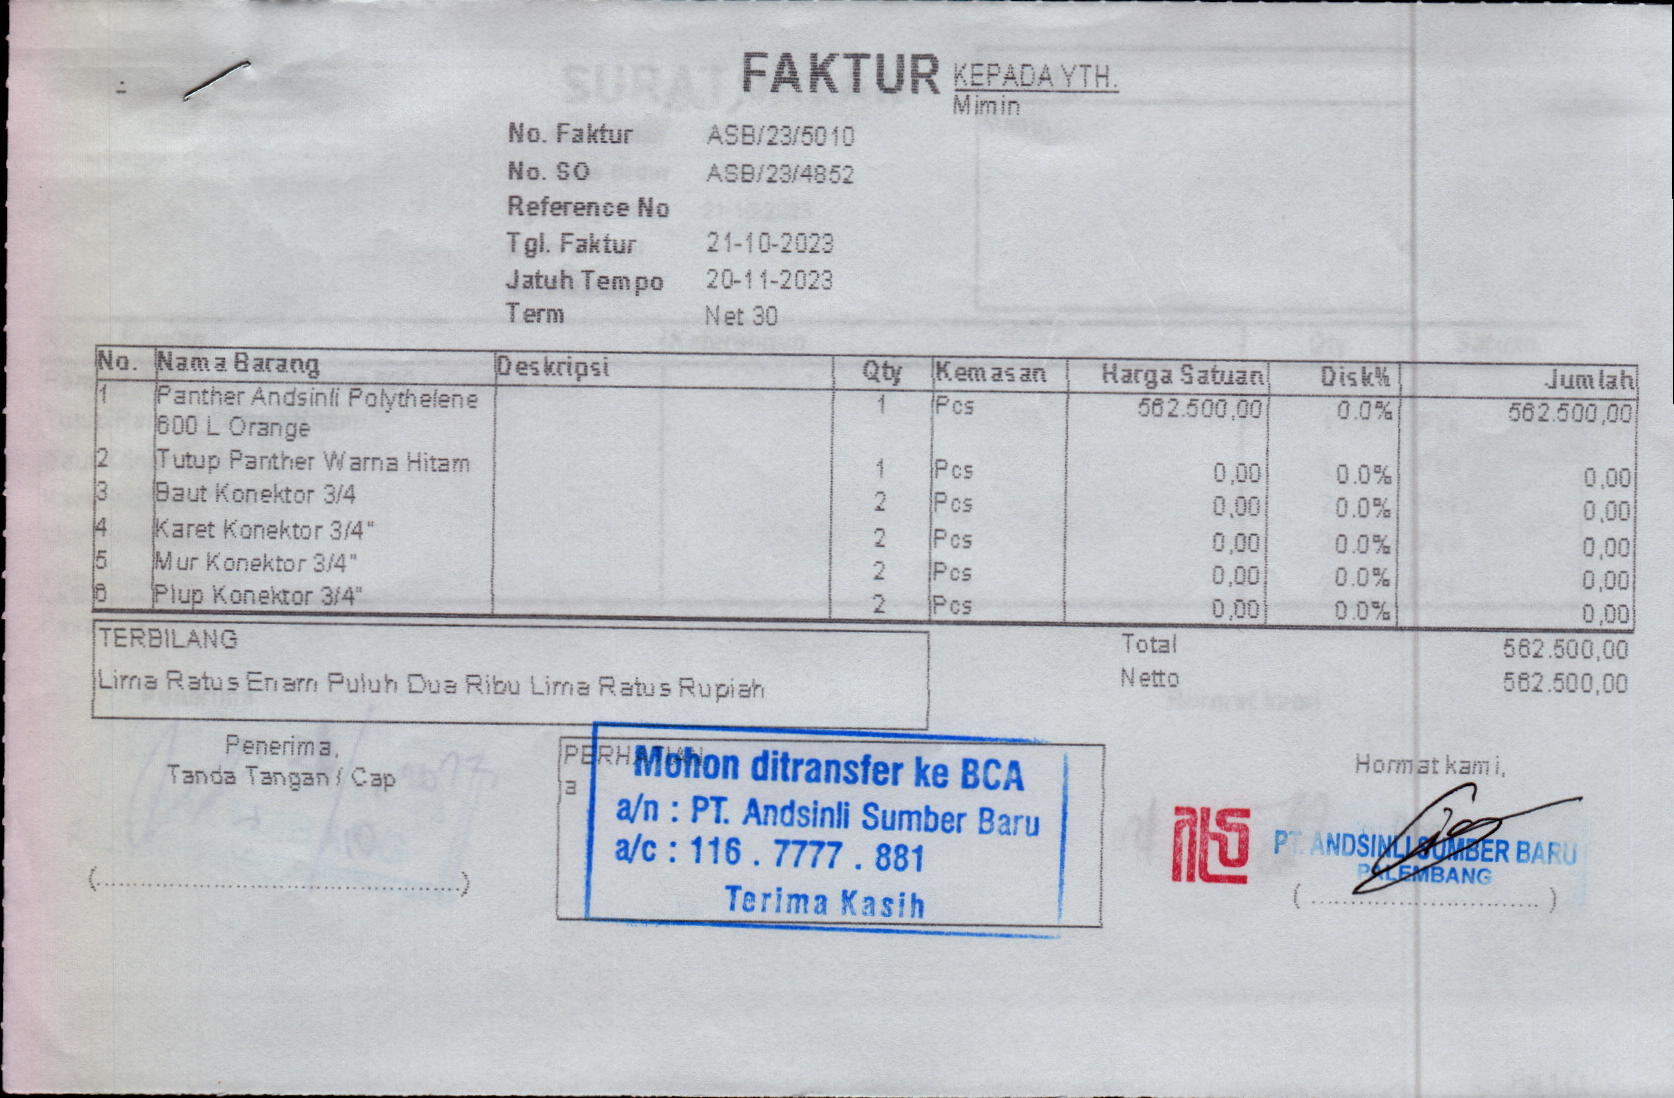 FAKTUR
KEPADA YTH.
Mimin
No. Faktur ASB/23/5010
No. SO ASB/23/4852
Reference No
Tgl. Faktur 21-10-2023
Jatuh Tempo 20-11-2023
Term Net 30
No. Nama Barang Deskripsi Qty Kemasan Harga Satuan Disk% Jumlah
1 Panther Andsinli Polythelene 1 Pcs 562.500,00 0.0% 562.500,00
600 L Orange
2 Tutup Panther Warna Hitam 1 Pcs 0,00 0.0% 0,00
3 Baut Konektor 3/4 2 Pcs 0,00 0.0% 0,00
4 Karet Konektor 3/4" 2 Pcs 0,00 0.0% 0,00
5 Mur Konektor 3/4" 2 Pcs 0,00 0.0% 0,00
6 Plup Konektor 3/4" 2 Pcs 0,00 0.0% 0,00
TERBILANG
Lima Ratus Enam Puluh Dua Ribu Lima Ratus Rupiah
Total 562.500,00
Netto 562.500,00
Penerima,
Tanda Tangan / Cap
(............................................)
PERHATIAN
a
Mohon ditransfer ke BCA
a/n : PT. Andsinli Sumber Baru
a/c : 116 . 7777 . 881
Terima Kasih
Hormat kami,
PT. ANDSINLI SUMBER BARU
PALEMBANG
(............................)